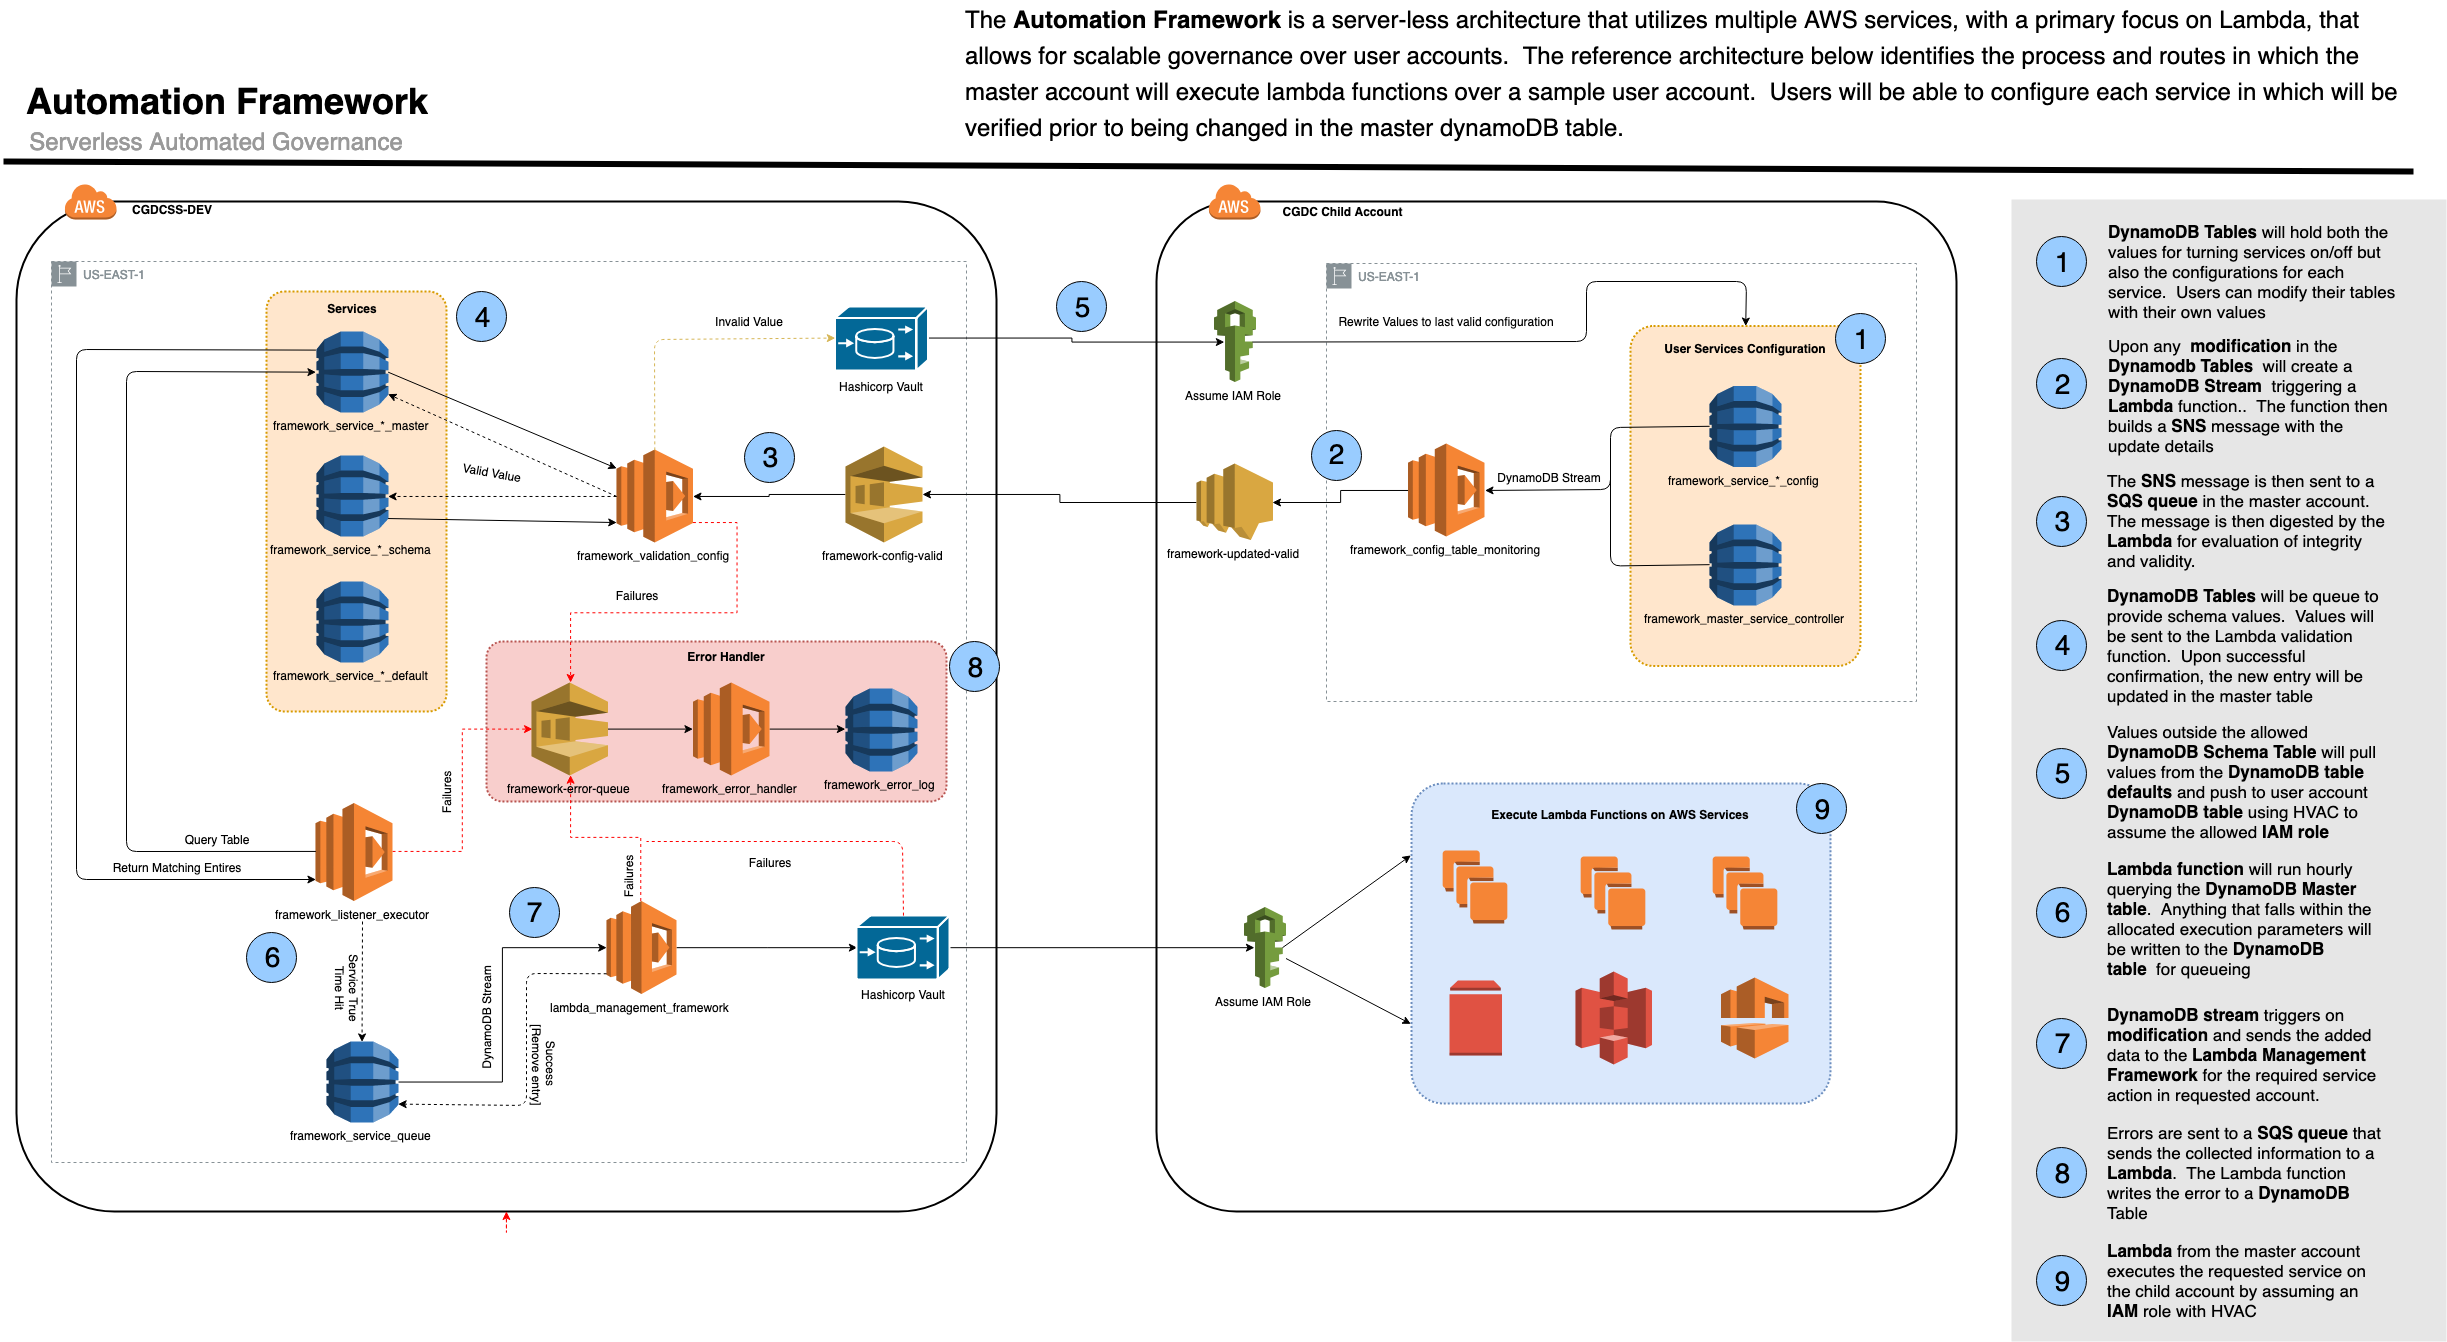 The Automation Framework is a server-less architecture that utilizes multiple AWS services, with a primary focus on Lambda, that
allows for scalable governance over user accounts.  The reference architecture below identifies the process and routes in which the
master account will execute lambda functions over a sample user account.  Users will be able to configure each service in which will be
verified prior to being changed in the master dynamoDB table.
Automation Framework
Serverless Automated Governance
AWS
CGDCSS-DEV
US-EAST-1
Services
4
framework_service_*_master
framework_service_*_schema
framework_service_*_default
Invalid Value
Hashicorp Vault
Valid Value
3
framework_validation_config
framework-config-valid
Failures
Error Handler
8
framework-error-queue
framework_error_handler
framework_error_log
Failures
Query Table
Return Matching Entires
framework_listener_executor
6
Service True
Time Hit
framework_service_queue
DynamoDB Stream
7
Failures
Failures
lambda_management_framework
Success
[Remove entry]
Hashicorp Vault
5
AWS
CGDC Child Account
US-EAST-1
Assume IAM Role
Rewrite Values to last valid configuration
User Services Configuration
1
framework_service_*_config
framework_master_service_controller
DynamoDB Stream
2
framework_config_table_monitoring
framework-updated-valid
Assume IAM Role
Execute Lambda Functions on AWS Services
9
1
DynamoDB Tables will hold both the
values for turning services on/off but
also the configurations for each
service.  Users can modify their tables
with their own values
2
Upon any  modification in the
Dynamodb Tables  will create a
DynamoDB Stream  triggering a
Lambda function..  The function then
builds a SNS message with the
update details
3
The SNS message is then sent to a
SQS queue in the master account.
The message is then digested by the
Lambda for evaluation of integrity
and validity.
4
DynamoDB Tables will be queue to
provide schema values.  Values will
be sent to the Lambda validation
function.  Upon successful
confirmation, the new entry will be
updated in the master table
5
Values outside the allowed
DynamoDB Schema Table will pull
values from the DynamoDB table
defaults and push to user account
DynamoDB table using HVAC to
assume the allowed IAM role
6
Lambda function will run hourly
querying the DynamoDB Master
table.  Anything that falls within the
allocated execution parameters will
be written to the DynamoDB
table  for queueing
7
DynamoDB stream triggers on
modification and sends the added
data to the Lambda Management
Framework for the required service
action in requested account.
8
Errors are sent to a SQS queue that
sends the collected information to a
Lambda.  The Lambda function
writes the error to a DynamoDB
Table
9
Lambda from the master account
executes the requested service on
the child account by assuming an
IAM role with HVAC